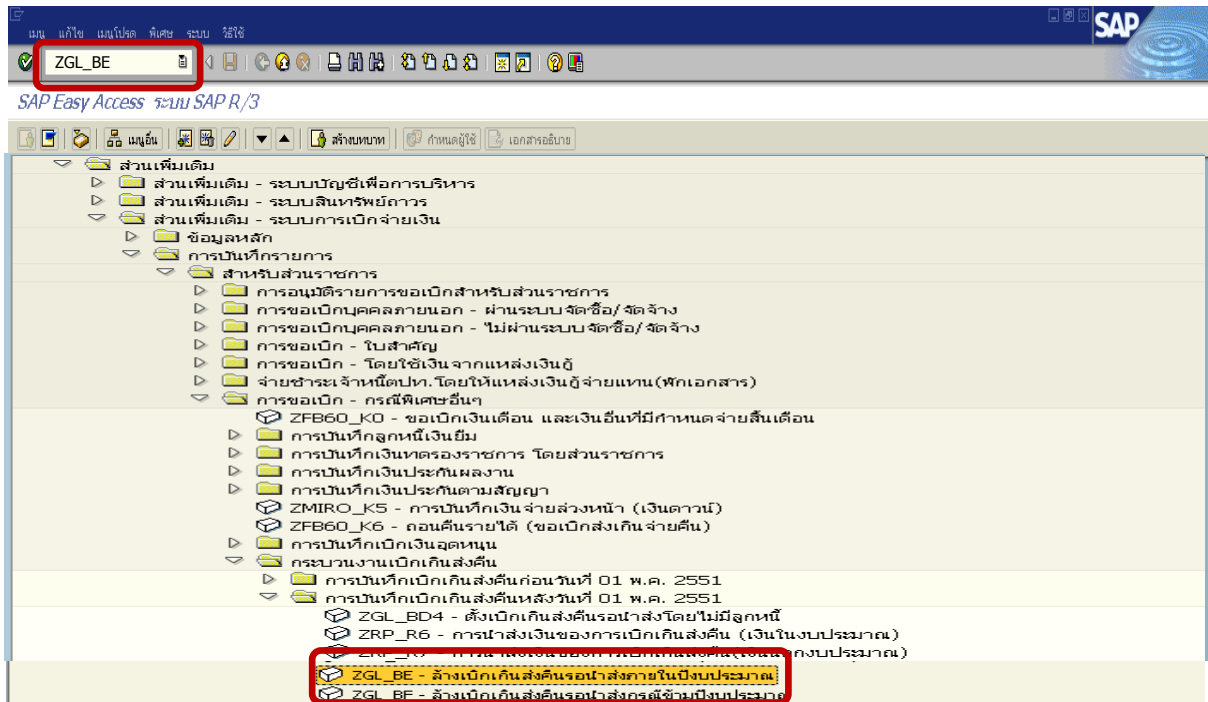 เมนู แก้ไข เมนูโปรด พิเศษ ระบบ วิธีใช้
SAP
ZGL_BE
SAP Easy Access ระบบ SAP R/3
เมนูอื่น สร้างบทบาท กำหนดผู้ใช้ เอกสารอธิบาย
ส่วนเพิ่มเติม
ส่วนเพิ่มเติม - ระบบบัญชีเพื่อการบริหาร
ส่วนเพิ่มเติม - ระบบสินทรัพย์ถาวร
ส่วนเพิ่มเติม - ระบบการเบิกจ่ายเงิน
ข้อมูลหลัก
การบันทึกรายการ
สำหรับส่วนราชการ
การอนุมัติรายการขอเบิกสำหรับส่วนราชการ
การขอเบิกบุคคลภายนอก - ผ่านระบบจัดซื้อ/จัดจ้าง
การขอเบิกบุคคลภายนอก - ไม่ผ่านระบบจัดซื้อ/จัดจ้าง
การขอเบิก - ใบสำคัญ
การขอเบิก - โดยใช้เงินจากแหล่งเงินกู้
จ่ายชำระเจ้าหนี้ตปท.โดยให้แหล่งเงินกู้จ่ายแทน(พักเอกสาร)
การขอเบิก - กรณีพิเศษอื่นๆ
ZFB60_K0 - ขอเบิกเงินเดือน และเงินอื่นที่มีกำหนดจ่ายสิ้นเดือน
การบันทึกลูกหนี้เงินยืม
การบันทึกเงินทดรองราชการ โดยส่วนราชการ
การบันทึกเงินประกันผลงาน
การบันทึกเงินประกันตามสัญญา
ZMIRO_K5 - การบันทึกเงินจ่ายล่วงหน้า (เงินดาวน์)
ZFB60_K6 - ถอนคืนรายได้ (ขอเบิกส่งเกินจ่ายคืน)
การบันทึกเบิกเงินอุดหนุน
กระบวนงานเบิกเกินส่งคืน
การบันทึกเบิกเกินส่งคืนก่อนวันที่ 01 พ.ค. 2551
การบันทึกเบิกเกินส่งคืนหลังวันที่ 01 พ.ค. 2551
ZGL_BD4 - ตั้งเบิกเกินส่งคืนรอนำส่งโดยไม่มีลูกหนี้
ZRP_R6 - การนำส่งเงินของการเบิกเกินส่งคืน (เงินในงบประมาณ)
ZRP_R7 - การนำส่งเงินของการเบิกเกินส่งคืน(เงินนอกงบประมาณ)
ZGL_BE - ล้างเบิกเกินส่งคืนรอนำส่งภายในปีงบประมาณ
ZGL_BF - ล้างเบิกเกินส่งคืนรอนำส่งกรณีข้ามปีงบประมาณ